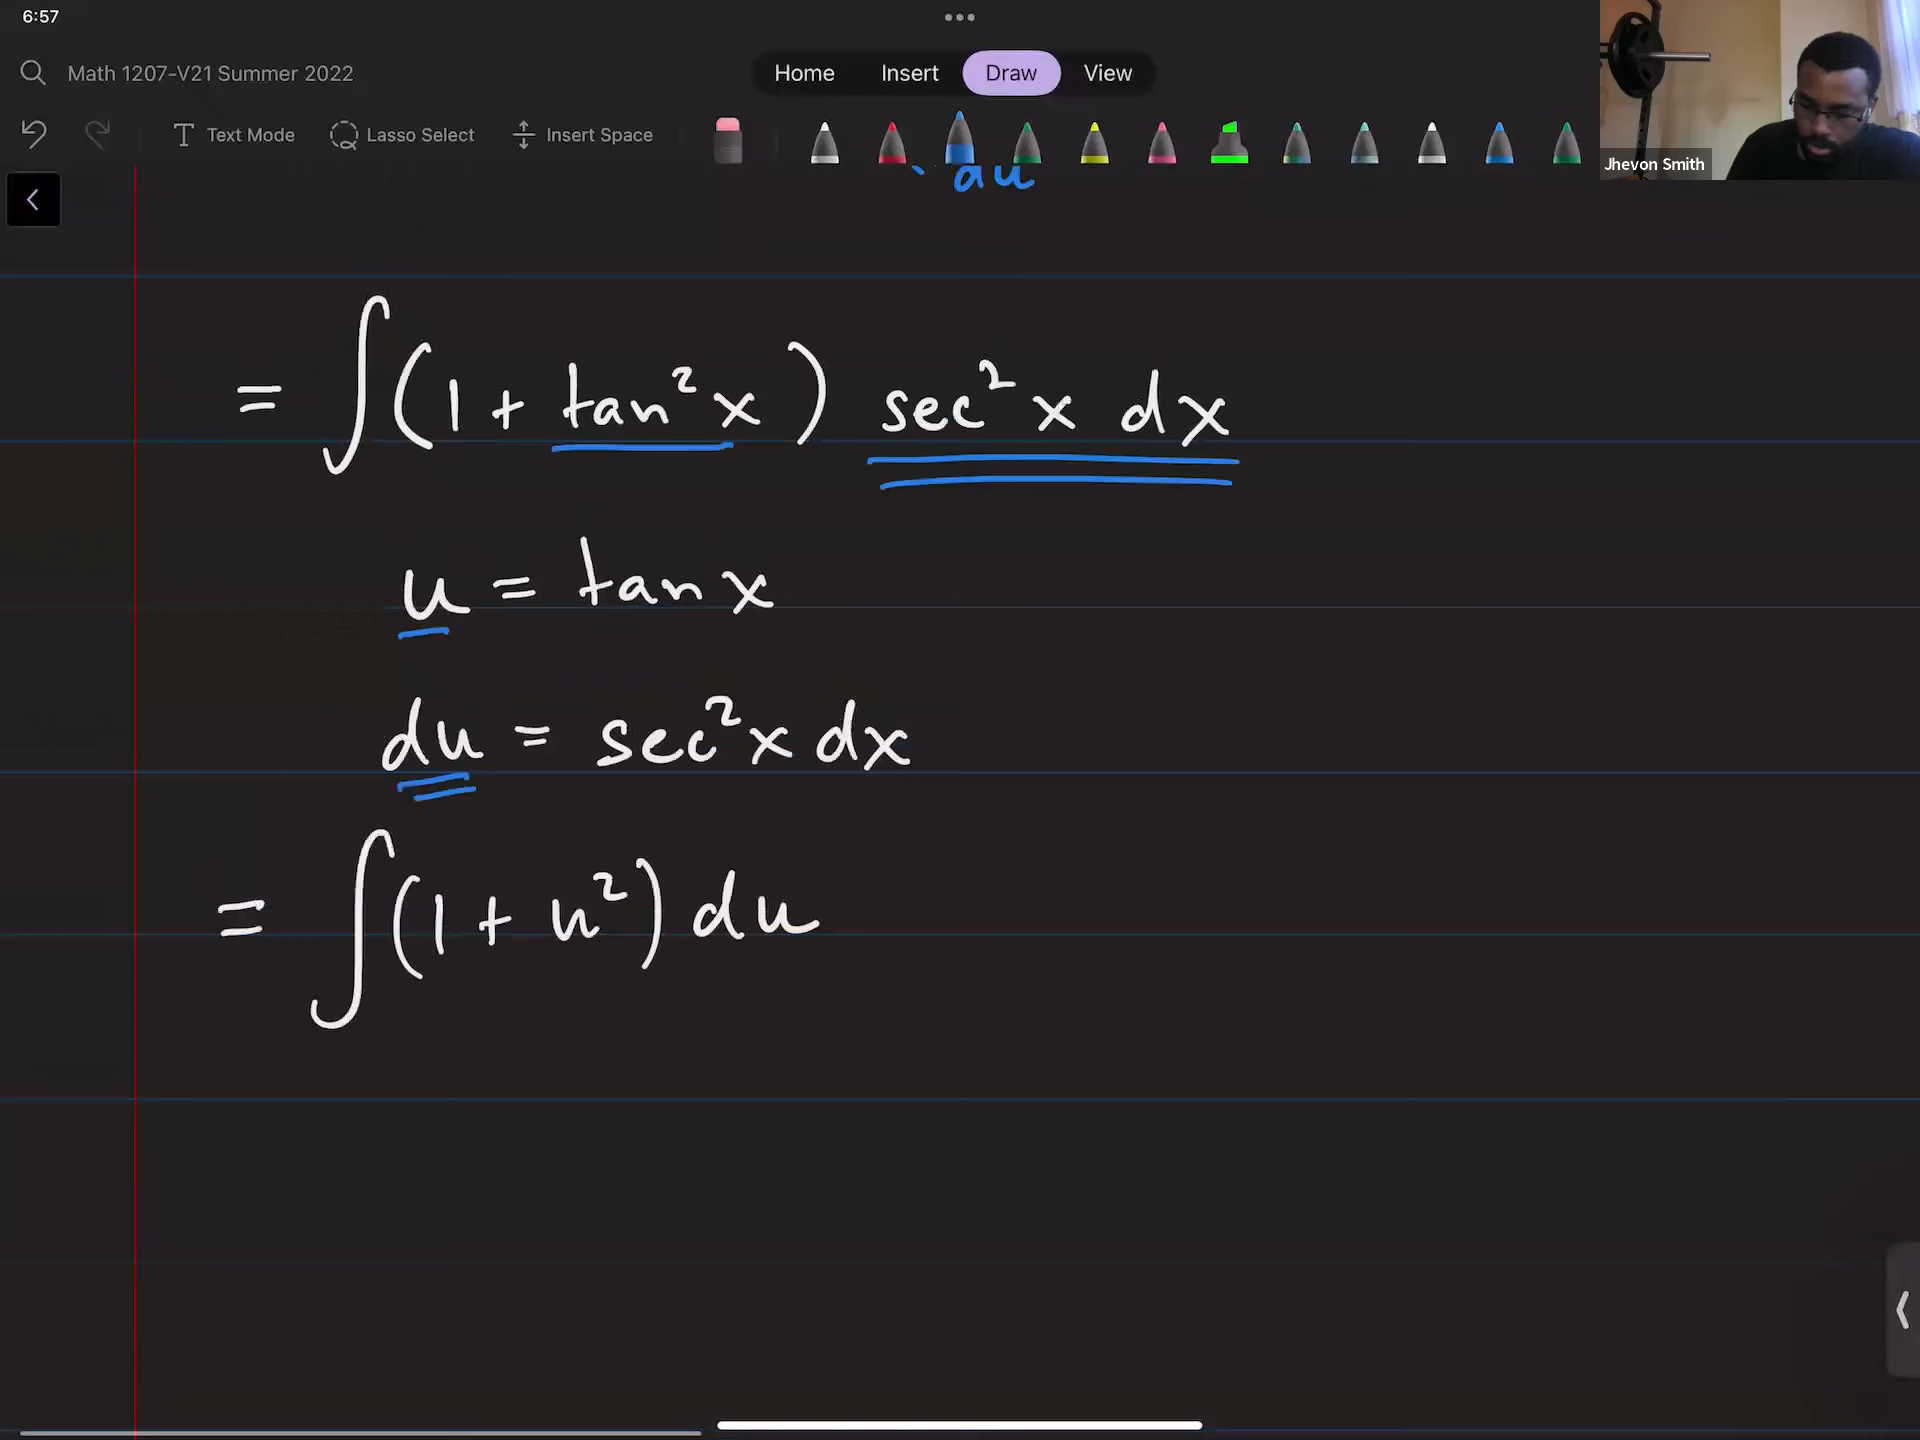 6:57
Math 1207-V21 Summer 2022
Home Insert Draw View
Text Mode Lasso Select Insert Space
Jhevon Smith
du
= ∫(1 + tan²x) sec²x dx
u = tan x
du = sec²x dx
= ∫(1 + u²) du